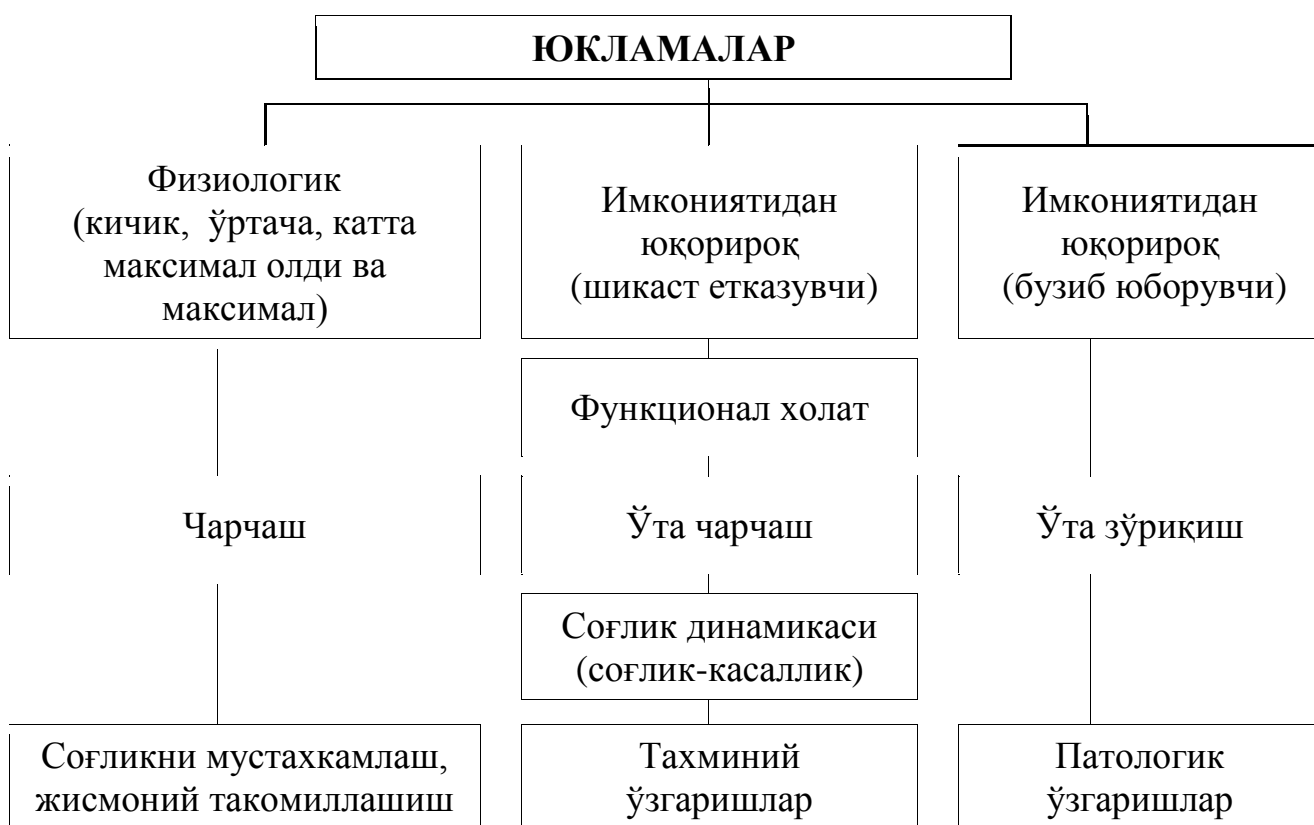 ЮКЛАМАЛАР
Физиологик
(кичик, ўртача, катта
максимал олди ва
максимал)
Имкониятидан
юқорироқ
(шикаст етказувчи)
Имкониятидан
юқорироқ
(бузиб юборувчи)
Функционал холат
Чарчаш
Ўта чарчаш
Ўта зўриқиш
Соғлик динамикаси
(соғлик-касаллик)
Соғликни мустахкамлаш,
жисмоний такомиллашиш
Тахминий
ўзгаришлар
Патологик
ўзгаришлар